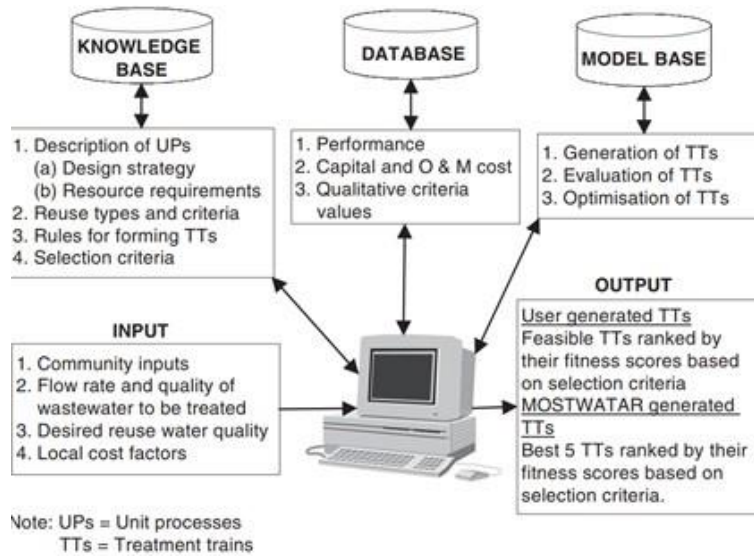 KNOWLEDGE
BASE
DATABASE
MODEL BASE
1. Description of UPs
(a) Design strategy
(b) Resource requirements
2. Reuse types and criteria
3. Rules for forming TTs
4. Selection criteria
1. Performance
2. Capital and O & M cost
3. Qualitative criteria
values
1. Generation of TTs
2. Evaluation of TTs
3. Optimisation of TTs
INPUT
1. Community inputs
2. Flow rate and quality of
wastewater to be treated
3. Desired reuse water quality
4. Local cost factors
OUTPUT
User generated TTs
Feasible TTs ranked by
their fitness scores based
on selection criteria
MOSTWATAR generated
TTs
Best 5 TTs ranked by their
fitness scores based on
selection criteria.
Note: UPs = Unit processes
TTs = Treatment trains